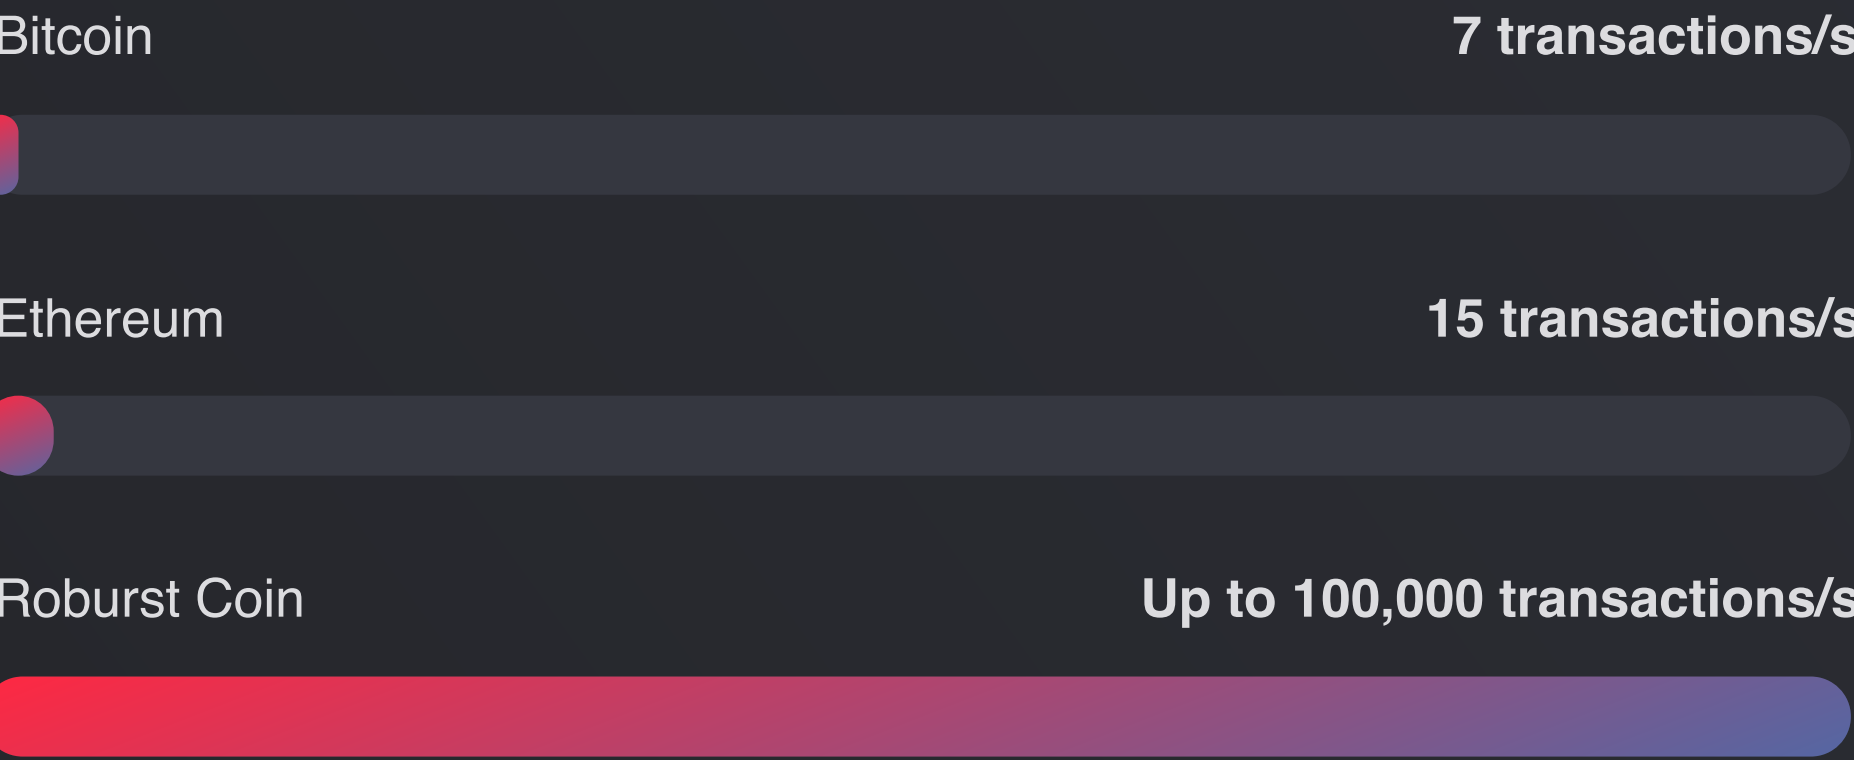 Bitcoin 7 transactions/s
Ethereum 15 transactions/s
Roburst Coin Up to 100,000 transactions/s